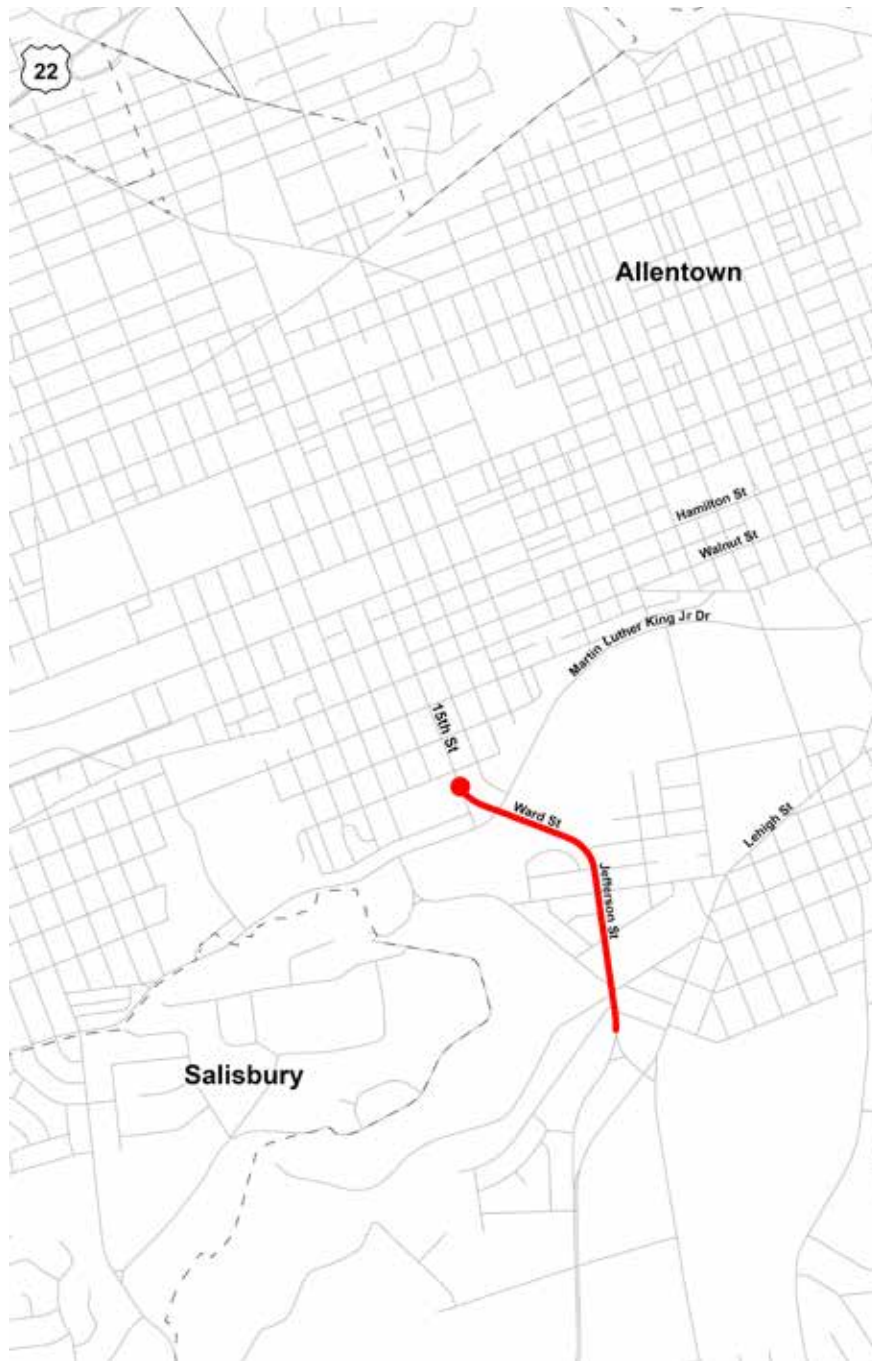 22
Allentown
Hamilton St
Walnut St
Martin Luther King Jr Dr
15th St
Ward St
Lehigh St
Jefferson St
Salisbury